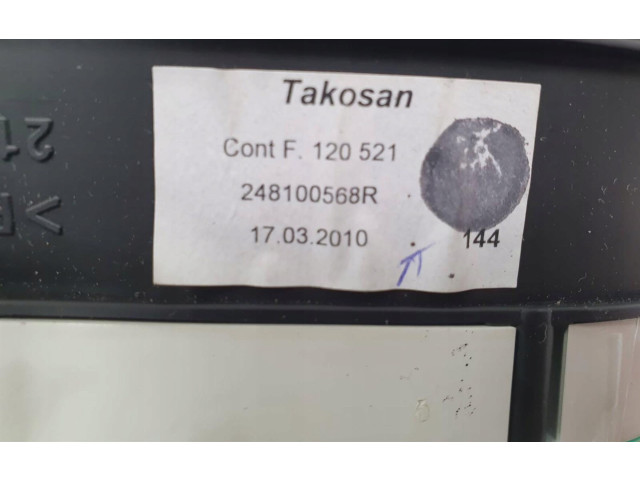 Takosan
Cont F. 120 521
248100568R
17.03.2010 144